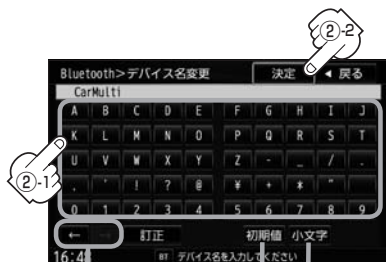 ②-2
Bluetooth>デバイス名変更 決定 ◀ 戻る
CarMulti
A B C D E F G H I J
K L M N O P Q R S T
U V W X Y Z - _ / .
②-1
, ' ! ? @ ¥ + * "
0 1 2 3 4 5 6 7 8 9
← → 訂正 初期値 小文字
16:48 BT デバイス名を入力してください